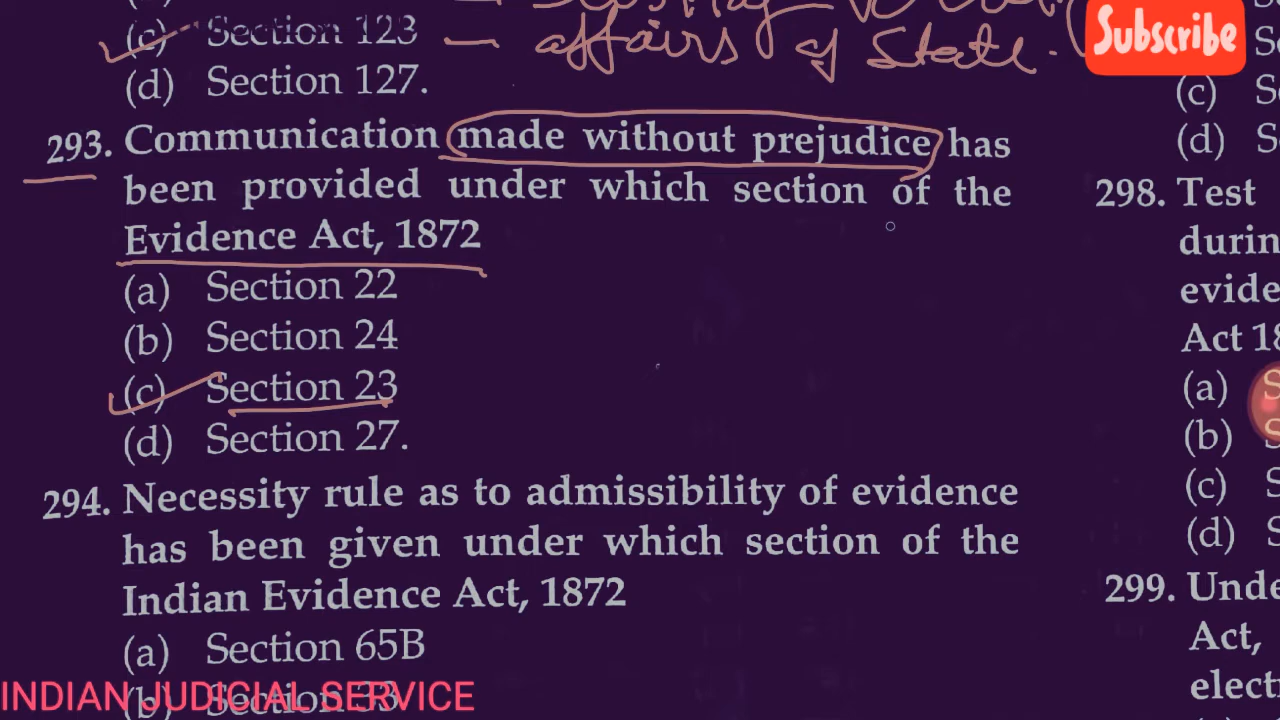 (c) Section 123 — affairs of State.
(d) Section 127.
293. Communication made without prejudice has
been provided under which section of the
Evidence Act, 1872
(a) Section 22
(b) Section 24
(c) Section 23
(d) Section 27.
294. Necessity rule as to admissibility of evidence
has been given under which section of the
Indian Evidence Act, 1872
(a) Section 65B
(b) Section 33
INDIAN JUDICIAL SERVICE
Subscribe
(c)
(d)
298. Test
(a)
(b)
(c)
(d)
299.
Act,